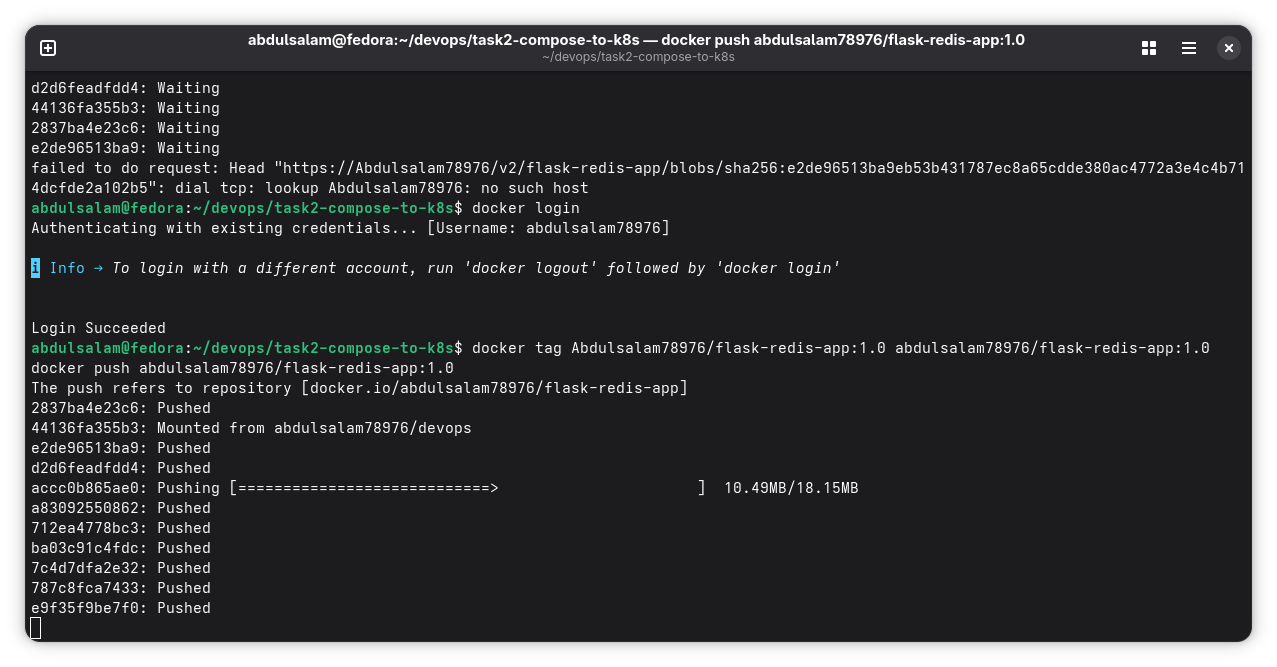 abdulsalam@fedora:~/devops/task2-compose-to-k8s — docker push abdulsalam78976/flask-redis-app:1.0
~/devops/task2-compose-to-k8s
d2d6feadfdd4: Waiting
44136fa355b3: Waiting
2837ba4e23c6: Waiting
e2de96513ba9: Waiting
failed to do request: Head "https://Abdulsalam78976/v2/flask-redis-app/blobs/sha256:e2de96513ba9eb53b431787ec8a65cdde380ac4772a3e4c4b71
4dcfde2a102b5": dial tcp: lookup Abdulsalam78976: no such host
abdulsalam@fedora:~/devops/task2-compose-to-k8s$ docker login
Authenticating with existing credentials... [Username: abdulsalam78976]
i Info → To login with a different account, run 'docker logout' followed by 'docker login'
Login Succeeded
abdulsalam@fedora:~/devops/task2-compose-to-k8s$ docker tag Abdulsalam78976/flask-redis-app:1.0 abdulsalam78976/flask-redis-app:1.0
docker push abdulsalam78976/flask-redis-app:1.0
The push refers to repository [docker.io/abdulsalam78976/flask-redis-app]
2837ba4e23c6: Pushed
44136fa355b3: Mounted from abdulsalam78976/devops
e2de96513ba9: Pushed
d2d6feadfdd4: Pushed
accc0b865ae0: Pushing [============================>                      ]  10.49MB/18.15MB
a83092550862: Pushed
712ea4778bc3: Pushed
ba03c91c4fdc: Pushed
7c4d7dfa2e32: Pushed
787c8fca7433: Pushed
e9f35f9be7f0: Pushed